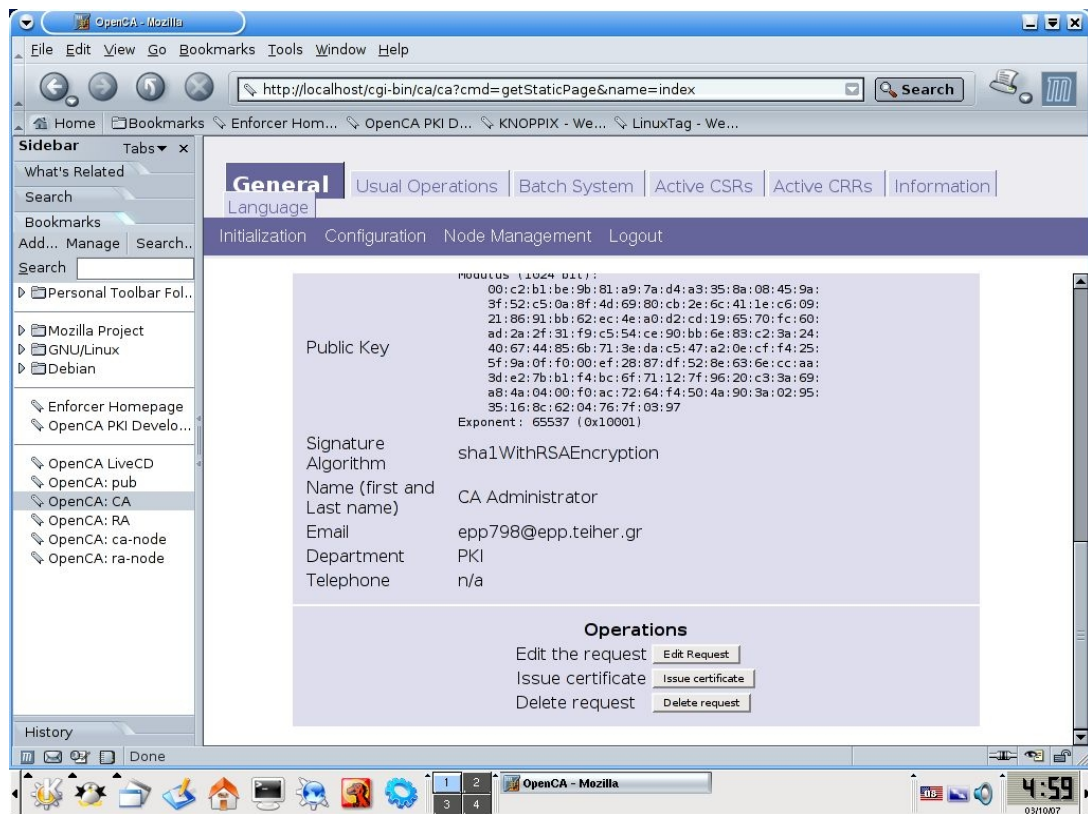 OpenCA - Mozilla
File Edit View Go Bookmarks Tools Window Help
http://localhost/cgi-bin/ca/ca?cmd=getStaticPage&name=index
Search
Home Bookmarks Enforcer Hom... OpenCA PKI D... KNOPPIX - We... LinuxTag - We...
Sidebar Tabs x
What's Related
Search
Bookmarks
Add... Manage Search..
Search
Personal Toolbar Fol..
Mozilla Project
GNU/Linux
Debian
Enforcer Homepage
OpenCA PKI Develo...
OpenCA LiveCD
OpenCA: pub
OpenCA: CA
OpenCA: RA
OpenCA: ca-node
OpenCA: ra-node
History
General Usual Operations Batch System Active CSRs Active CRRs Information
Language
Initialization Configuration Node Management Logout
Modulus (1024 bit):
00:c2:b1:be:9b:81:a9:7a:d4:a3:35:8a:08:45:9a:
3f:52:c5:0a:8f:4d:69:80:cb:2e:6c:41:1e:c6:09:
21:86:91:bb:62:ec:4e:a0:d2:cd:19:65:70:fc:60:
ad:2a:2f:31:f9:c5:54:ce:90:bb:6e:83:c2:3a:24:
Public Key
40:67:44:85:6b:71:3e:da:c5:47:a2:0e:cf:f4:25:
5f:9a:0f:f0:00:ef:28:87:df:52:8e:63:6e:cc:aa:
3d:e2:7b:b1:f4:bc:6f:71:12:7f:96:20:c3:3a:69:
a8:4a:04:00:f0:ac:72:64:f4:50:4a:90:3a:02:95:
35:16:8c:62:04:76:7f:03:97
Exponent: 65537 (0x10001)
Signature
Algorithm
sha1WithRSAEncryption
Name (first and
Last name)
CA Administrator
Email epp798@epp.teiher.gr
Department PKI
Telephone n/a
Operations
Edit the request Edit Request
Issue certificate Issue certificate
Delete request Delete request
Done
1 2
3 4
OpenCA - Mozilla
US
4:59
03/10/07